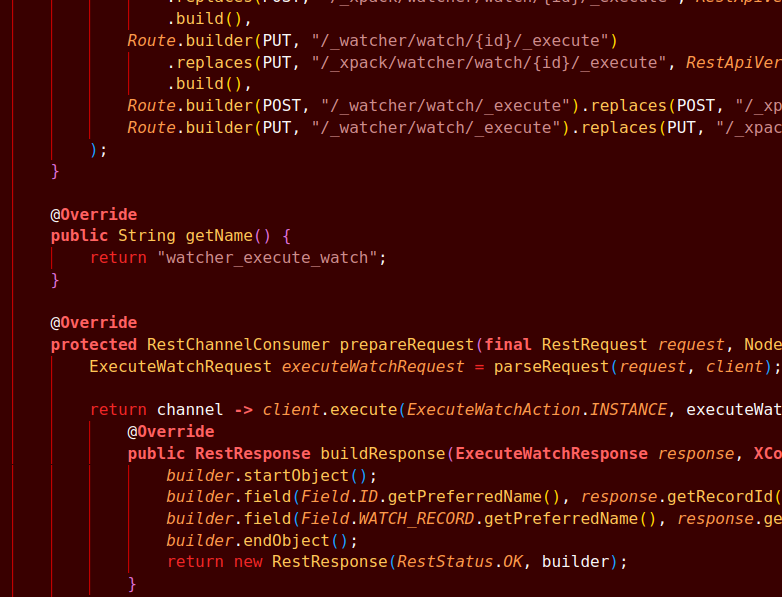 .replaces(POST, "/_xpack/watcher/watch/{id}/_execute", RestApiVer
.build(),
Route.builder(PUT, "/_watcher/watch/{id}/_execute")
.replaces(PUT, "/_xpack/watcher/watch/{id}/_execute", RestApiVer
.build(),
Route.builder(POST, "/_watcher/watch/_execute").replaces(POST, "/_xp
Route.builder(PUT, "/_watcher/watch/_execute").replaces(PUT, "/_xpac
);
}
@Override
public String getName() {
return "watcher_execute_watch";
}
@Override
protected RestChannelConsumer prepareRequest(final RestRequest request, Node
ExecuteWatchRequest executeWatchRequest = parseRequest(request, client);
return channel -> client.execute(ExecuteWatchAction.INSTANCE, executeWat
@Override
public RestResponse buildResponse(ExecuteWatchResponse response, XCo
builder.startObject();
builder.field(Field.ID.getPreferredName(), response.getRecordId(
builder.field(Field.WATCH_RECORD.getPreferredName(), response.ge
builder.endObject();
return new RestResponse(RestStatus.OK, builder);
}